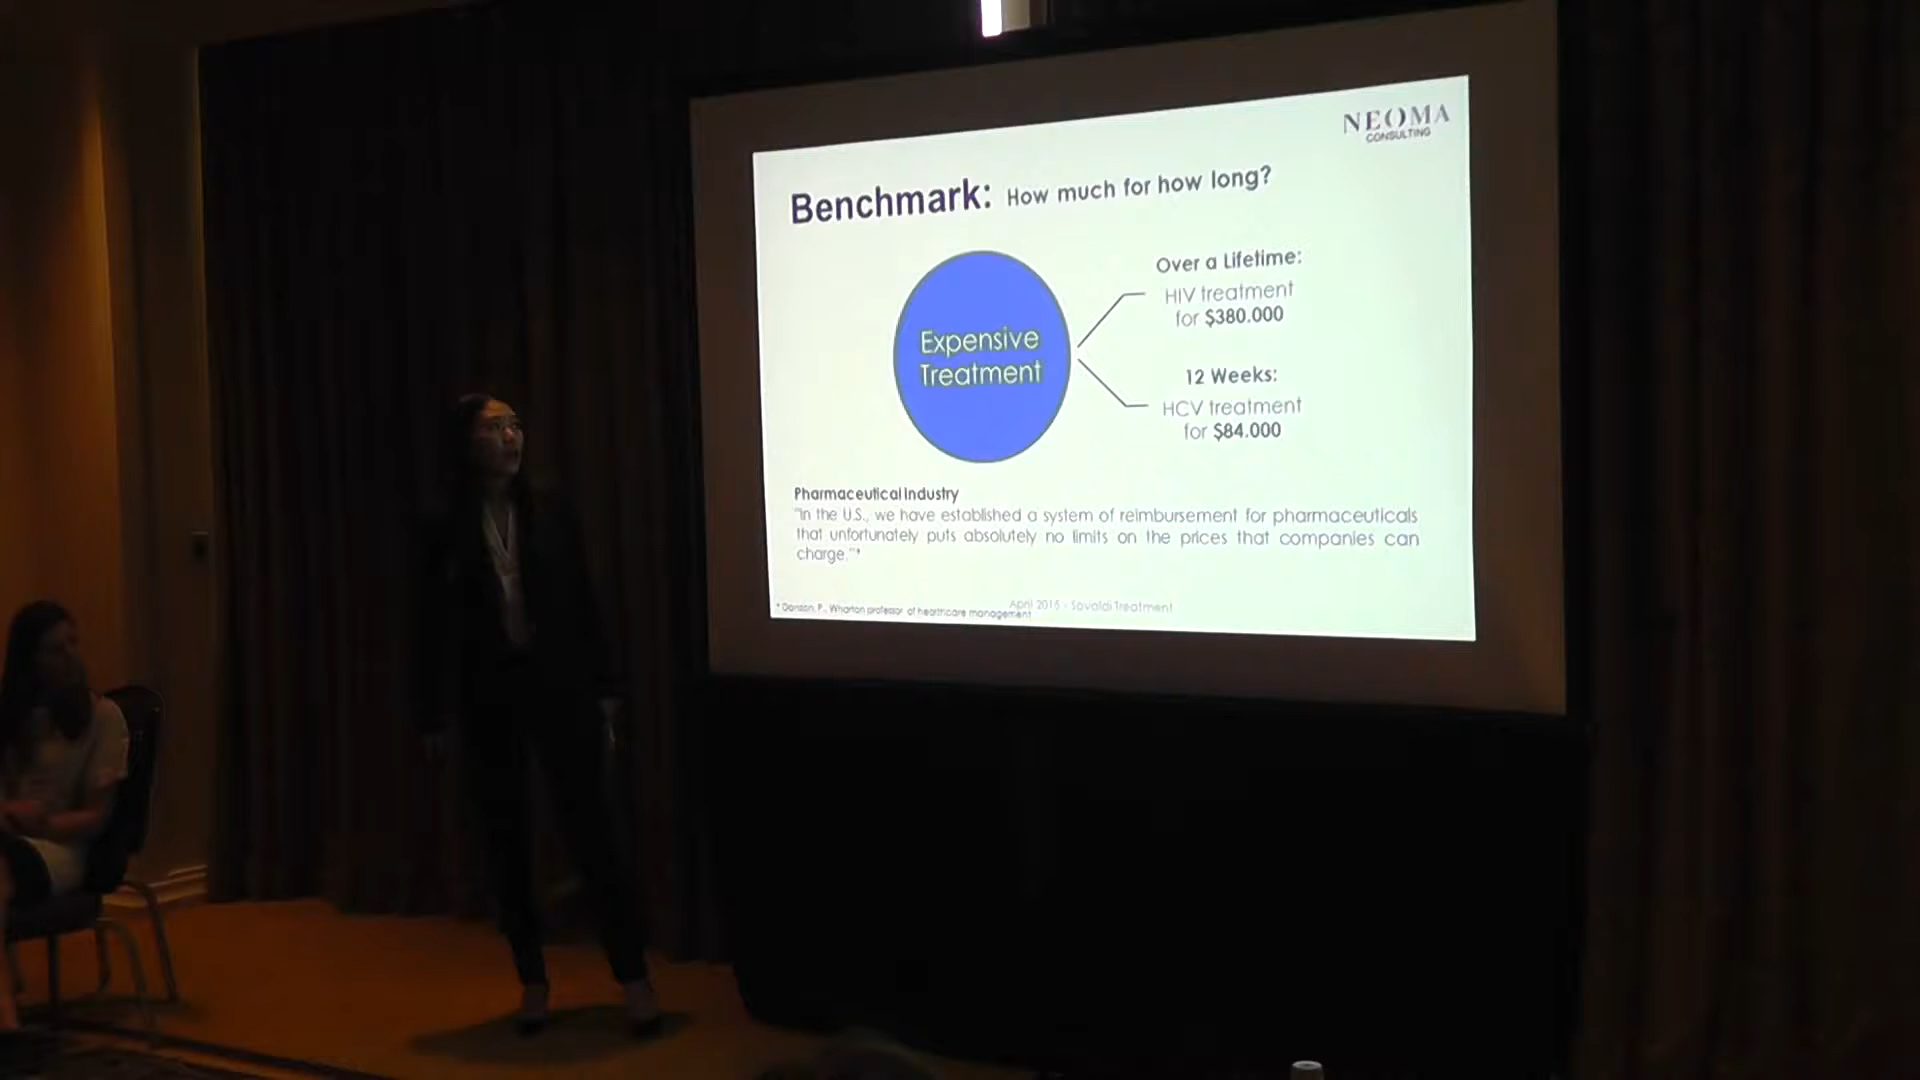 NEOMA
CONSULTING
Benchmark: How much for how long?
Expensive
Treatment
Over a Lifetime:
HIV treatment
for $380.000
12 Weeks:
HCV treatment
for $84.000
Pharmaceutical Industry
"In the U.S., we have established a system of reimbursement for pharmaceuticals
that unfortunately puts absolutely no limits on the prices that companies can
charge."*
April 2015 - Sovaldi Treatment
* Danzon, P., Wharton professor of healthcare management